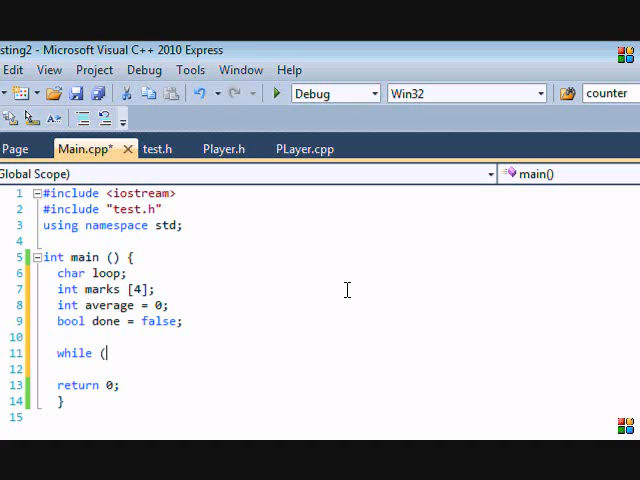 sting2 - Microsoft Visual C++ 2010 Express
Edit View Project Debug Tools Window Help
Debug Win32 counter
Page Main.cpp* test.h Player.h PLayer.cpp
Global Scope) main()
1 #include <iostream>
2 #include "test.h"
3 using namespace std;
4
5 int main () {
6 char loop;
7 int marks [4];
8 int average = 0;
9 bool done = false;
10
11 while (
12
13 return 0;
14 }
15